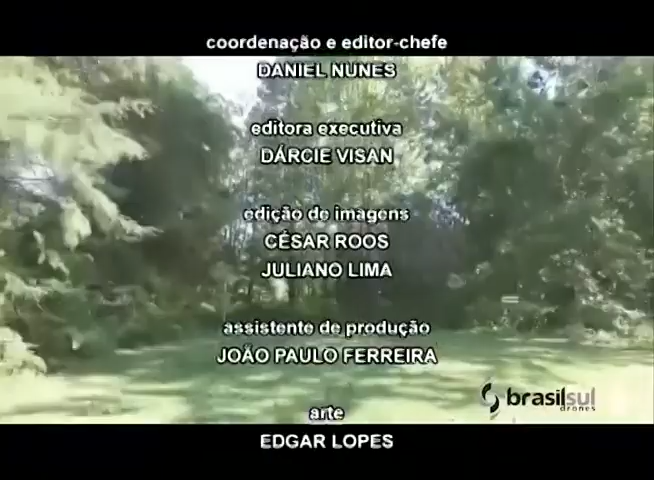 coordenação e editor-chefe
DANIEL NUNES
editora executiva
DÁRCIE VISAN
edição de imagens
CÉSAR ROOS
JULIANO LIMA
assistente de produção
JOÃO PAULO FERREIRA
brasilsul
drones
arte
EDGAR LOPES